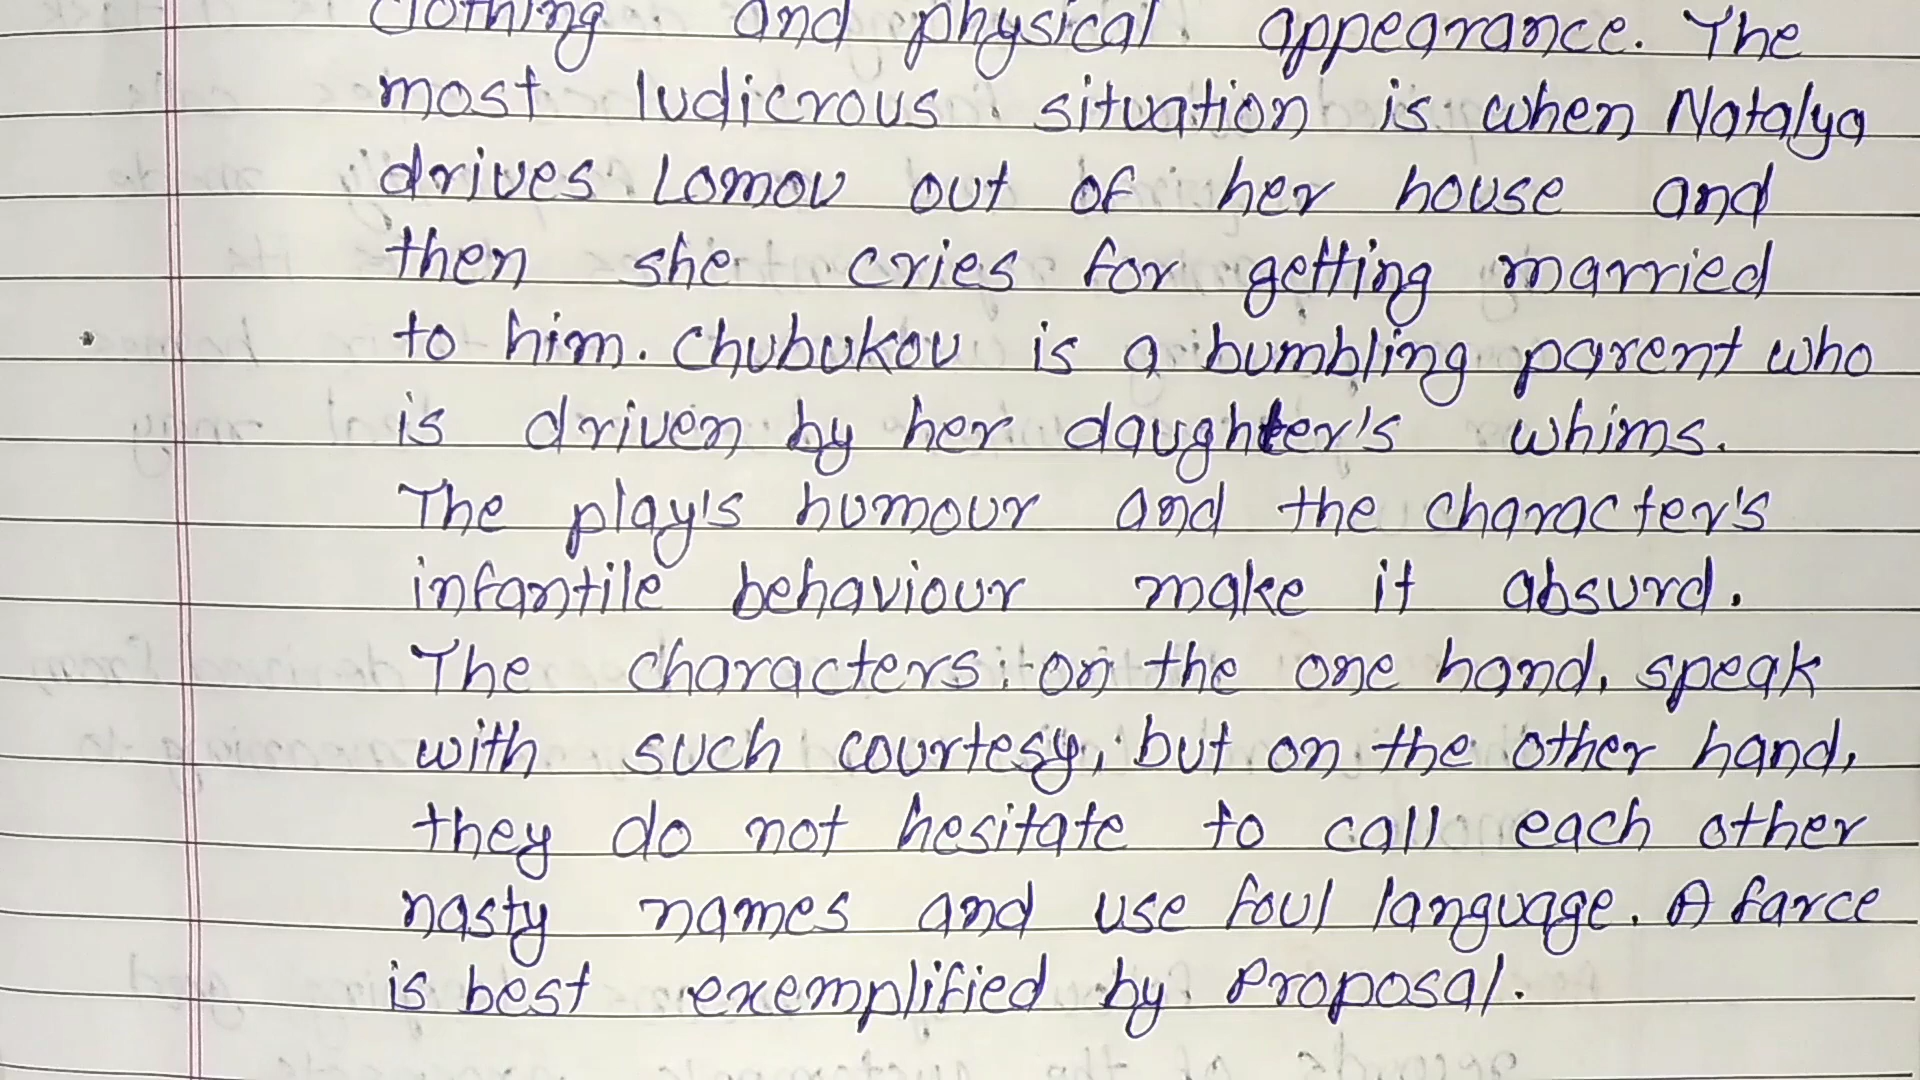 clothing and physical appearance. The
most ludicrous situation is when Natalya
drives Lomov out of her house and
then she cries for getting married
to him. Chubukov is a bumbling parent who
is driven by her daughter's whims.
The play's humour and the character's
infantile behaviour make it absurd.
The characters, on the one hand, speak
with such courtesy, but on the other hand,
they do not hesitate to call each other
nasty names and use foul language. A farce
is best exemplified by Proposal.